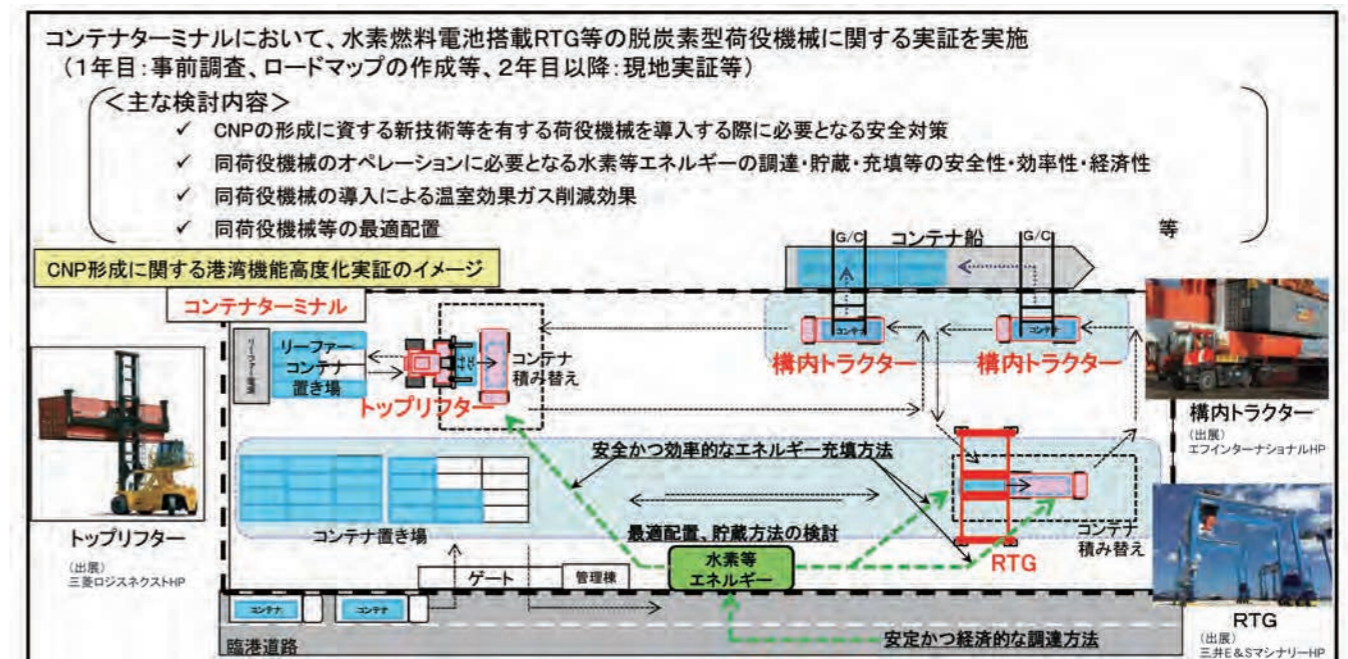 コンテナターミナルにおいて、水素燃料電池搭載RTG等の脱炭素型荷役機械に関する実証を実施
（1年目：事前調査、ロードマップの作成等、2年目以降：現地実証等）
＜主な検討内容＞
✓ CNPの形成に資する新技術等を有する荷役機械を導入する際に必要となる安全対策
✓ 同荷役機械のオペレーションに必要となる水素等エネルギーの調達・貯蔵・充填等の安全性・効率性・経済性
✓ 同荷役機械の導入による温室効果ガス削減効果
✓ 同荷役機械等の最適配置
等
CNP形成に関する港湾機能高度化実証のイメージ
G/C
コンテナ船
G/C
コンテナターミナル
リーファー
コンテナ
置き場
コンテナ
積み替え
トップリフター
コンテナ
構内トラクター
コンテナ
構内トラクター
構内トラクター
（出展）
エフインターナショナルHP
安全かつ効率的なエネルギー充填方法
コンテナ置き場
最適配置、貯蔵方法の検討
コンテナ
積み替え
RTG
トップリフター
（出展）
三菱ロジスネクストHP
水素等
エネルギー
ゲート
管理棟
コンテナ
コンテナ
臨港道路
安定かつ経済的な調達方法
RTG
（出展）
三井E＆SマシナリーHP